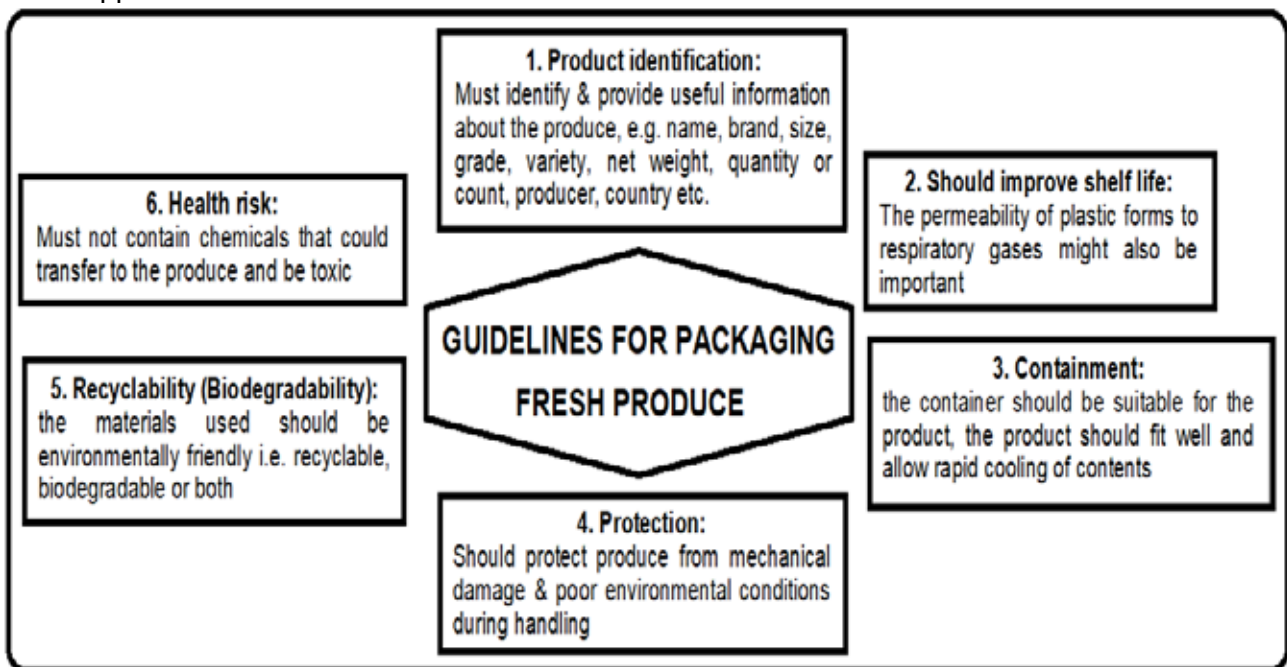 1. Product identification:
Must identify & provide useful information
about the produce, e.g. name, brand, size,
grade, variety, net weight, quantity or
count, producer, country etc.
2. Should improve shelf life:
The permeability of plastic forms to
respiratory gases might also be
important
3. Containment:
the container should be suitable for the
product, the product should fit well and
allow rapid cooling of contents
4. Protection:
Should protect produce from mechanical
damage & poor environmental conditions
during handling
5. Recyclability (Biodegradability):
the materials used should be
environmentally friendly i.e. recyclable,
biodegradable or both
6. Health risk:
Must not contain chemicals that could
transfer to the produce and be toxic
GUIDELINES FOR PACKAGING
FRESH PRODUCE